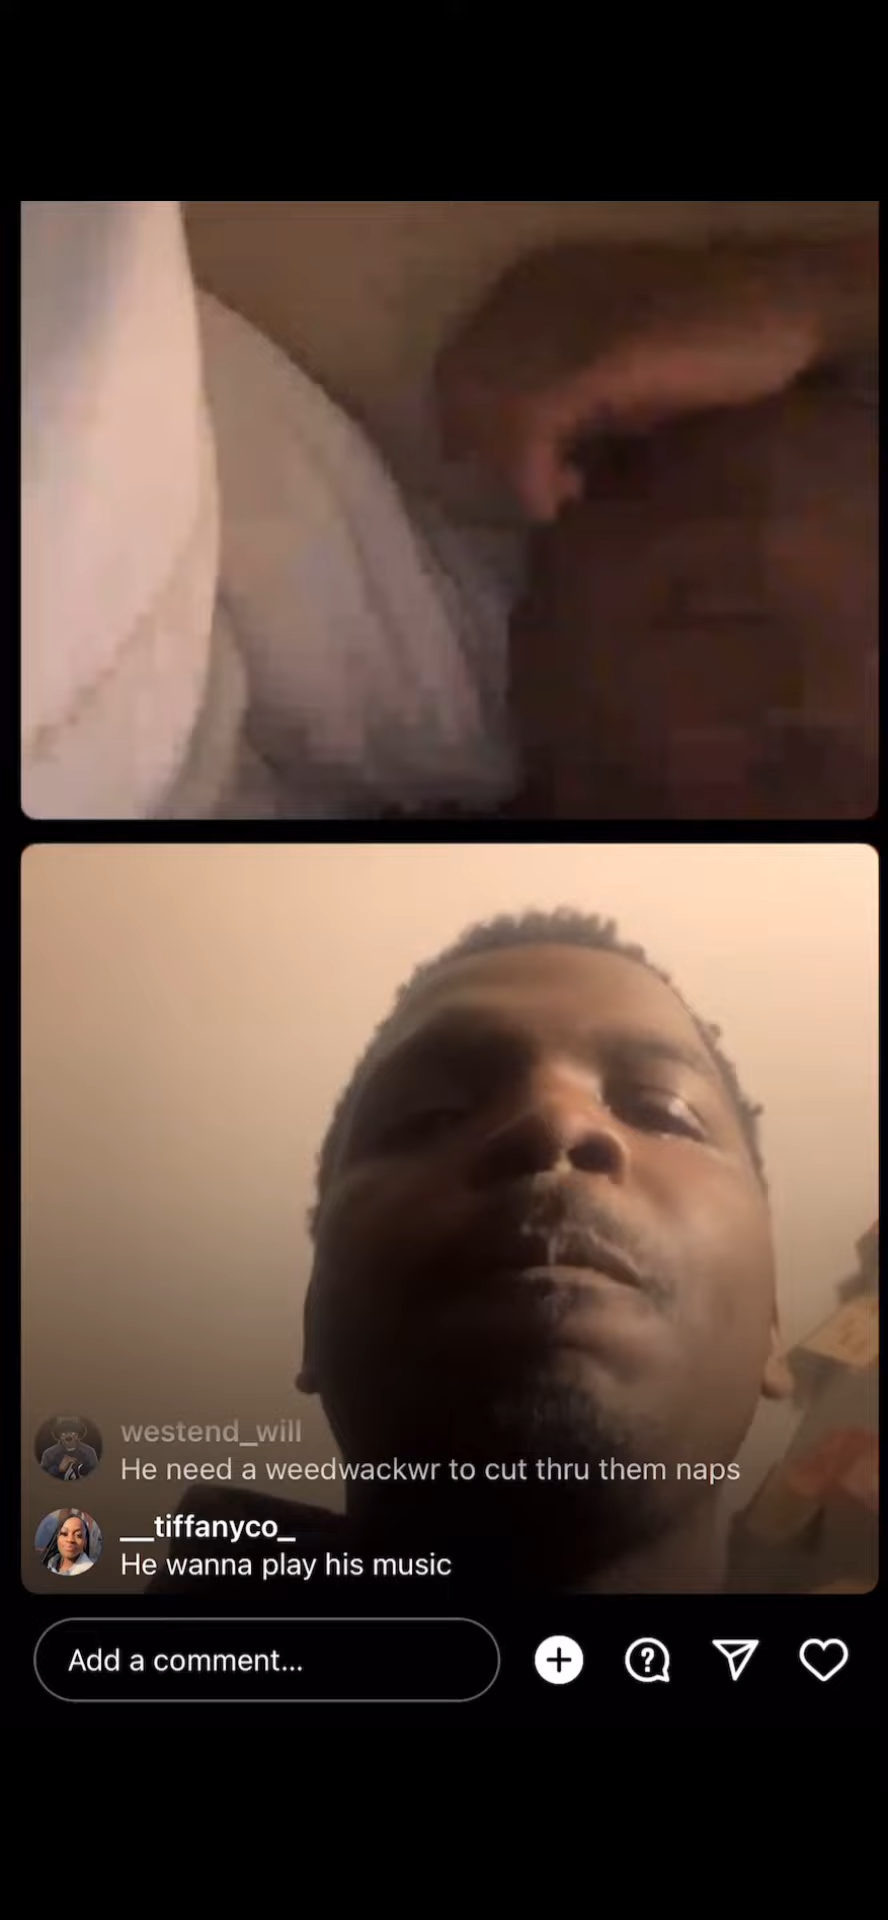 westend_will
He need a weedwackwr to cut thru them naps
__tiffanyco_
He wanna play his music
Add a comment...